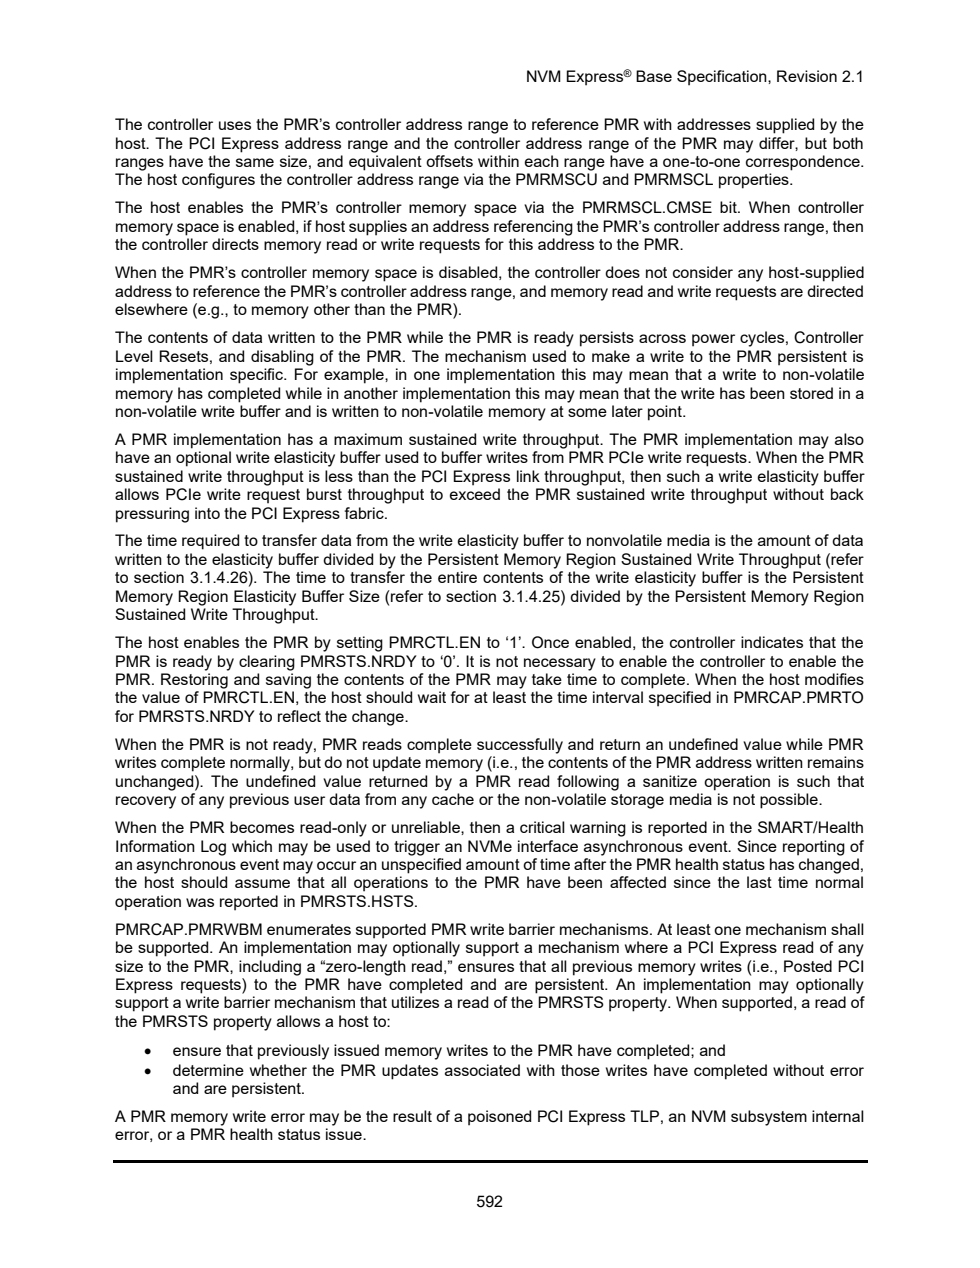 NVM Express® Base Specification, Revision 2.1
The controller uses the PMR’s controller address range to reference PMR with addresses supplied by the
host. The PCI Express address range and the controller address range of the PMR may differ, but both
ranges have the same size, and equivalent offsets within each range have a one-to-one correspondence.
The host configures the controller address range via the PMRMSCU and PMRMSCL properties.
The host enables the PMR’s controller memory space via the PMRMSCL.CMSE bit. When controller
memory space is enabled, if host supplies an address referencing the PMR’s controller address range, then
the controller directs memory read or write requests for this address to the PMR.
When the PMR’s controller memory space is disabled, the controller does not consider any host-supplied
address to reference the PMR’s controller address range, and memory read and write requests are directed
elsewhere (e.g., to memory other than the PMR).
The contents of data written to the PMR while the PMR is ready persists across power cycles, Controller
Level Resets, and disabling of the PMR. The mechanism used to make a write to the PMR persistent is
implementation specific. For example, in one implementation this may mean that a write to non-volatile
memory has completed while in another implementation this may mean that the write has been stored in a
non-volatile write buffer and is written to non-volatile memory at some later point.
A PMR implementation has a maximum sustained write throughput. The PMR implementation may also
have an optional write elasticity buffer used to buffer writes from PMR PCIe write requests. When the PMR
sustained write throughput is less than the PCI Express link throughput, then such a write elasticity buffer
allows PCIe write request burst throughput to exceed the PMR sustained write throughput without back
pressuring into the PCI Express fabric.
The time required to transfer data from the write elasticity buffer to nonvolatile media is the amount of data
written to the elasticity buffer divided by the Persistent Memory Region Sustained Write Throughput (refer
to section 3.1.4.26). The time to transfer the entire contents of the write elasticity buffer is the Persistent
Memory Region Elasticity Buffer Size (refer to section 3.1.4.25) divided by the Persistent Memory Region
Sustained Write Throughput.
The host enables the PMR by setting PMRCTL.EN to ‘1’. Once enabled, the controller indicates that the
PMR is ready by clearing PMRSTS.NRDY to ‘0’. It is not necessary to enable the controller to enable the
PMR. Restoring and saving the contents of the PMR may take time to complete. When the host modifies
the value of PMRCTL.EN, the host should wait for at least the time interval specified in PMRCAP.PMRTO
for PMRSTS.NRDY to reflect the change.
When the PMR is not ready, PMR reads complete successfully and return an undefined value while PMR
writes complete normally, but do not update memory (i.e., the contents of the PMR address written remains
unchanged). The undefined value returned by a PMR read following a sanitize operation is such that
recovery of any previous user data from any cache or the non-volatile storage media is not possible.
When the PMR becomes read-only or unreliable, then a critical warning is reported in the SMART/Health
Information Log which may be used to trigger an NVMe interface asynchronous event. Since reporting of
an asynchronous event may occur an unspecified amount of time after the PMR health status has changed,
the host should assume that all operations to the PMR have been affected since the last time normal
operation was reported in PMRSTS.HSTS.
PMRCAP.PMRWBM enumerates supported PMR write barrier mechanisms. At least one mechanism shall
be supported. An implementation may optionally support a mechanism where a PCI Express read of any
size to the PMR, including a “zero-length read,” ensures that all previous memory writes (i.e., Posted PCI
Express requests) to the PMR have completed and are persistent. An implementation may optionally
support a write barrier mechanism that utilizes a read of the PMRSTS property. When supported, a read of
the PMRSTS property allows a host to:
• ensure that previously issued memory writes to the PMR have completed; and
• determine whether the PMR updates associated with those writes have completed without error
and are persistent.
A PMR memory write error may be the result of a poisoned PCI Express TLP, an NVM subsystem internal
error, or a PMR health status issue.
592